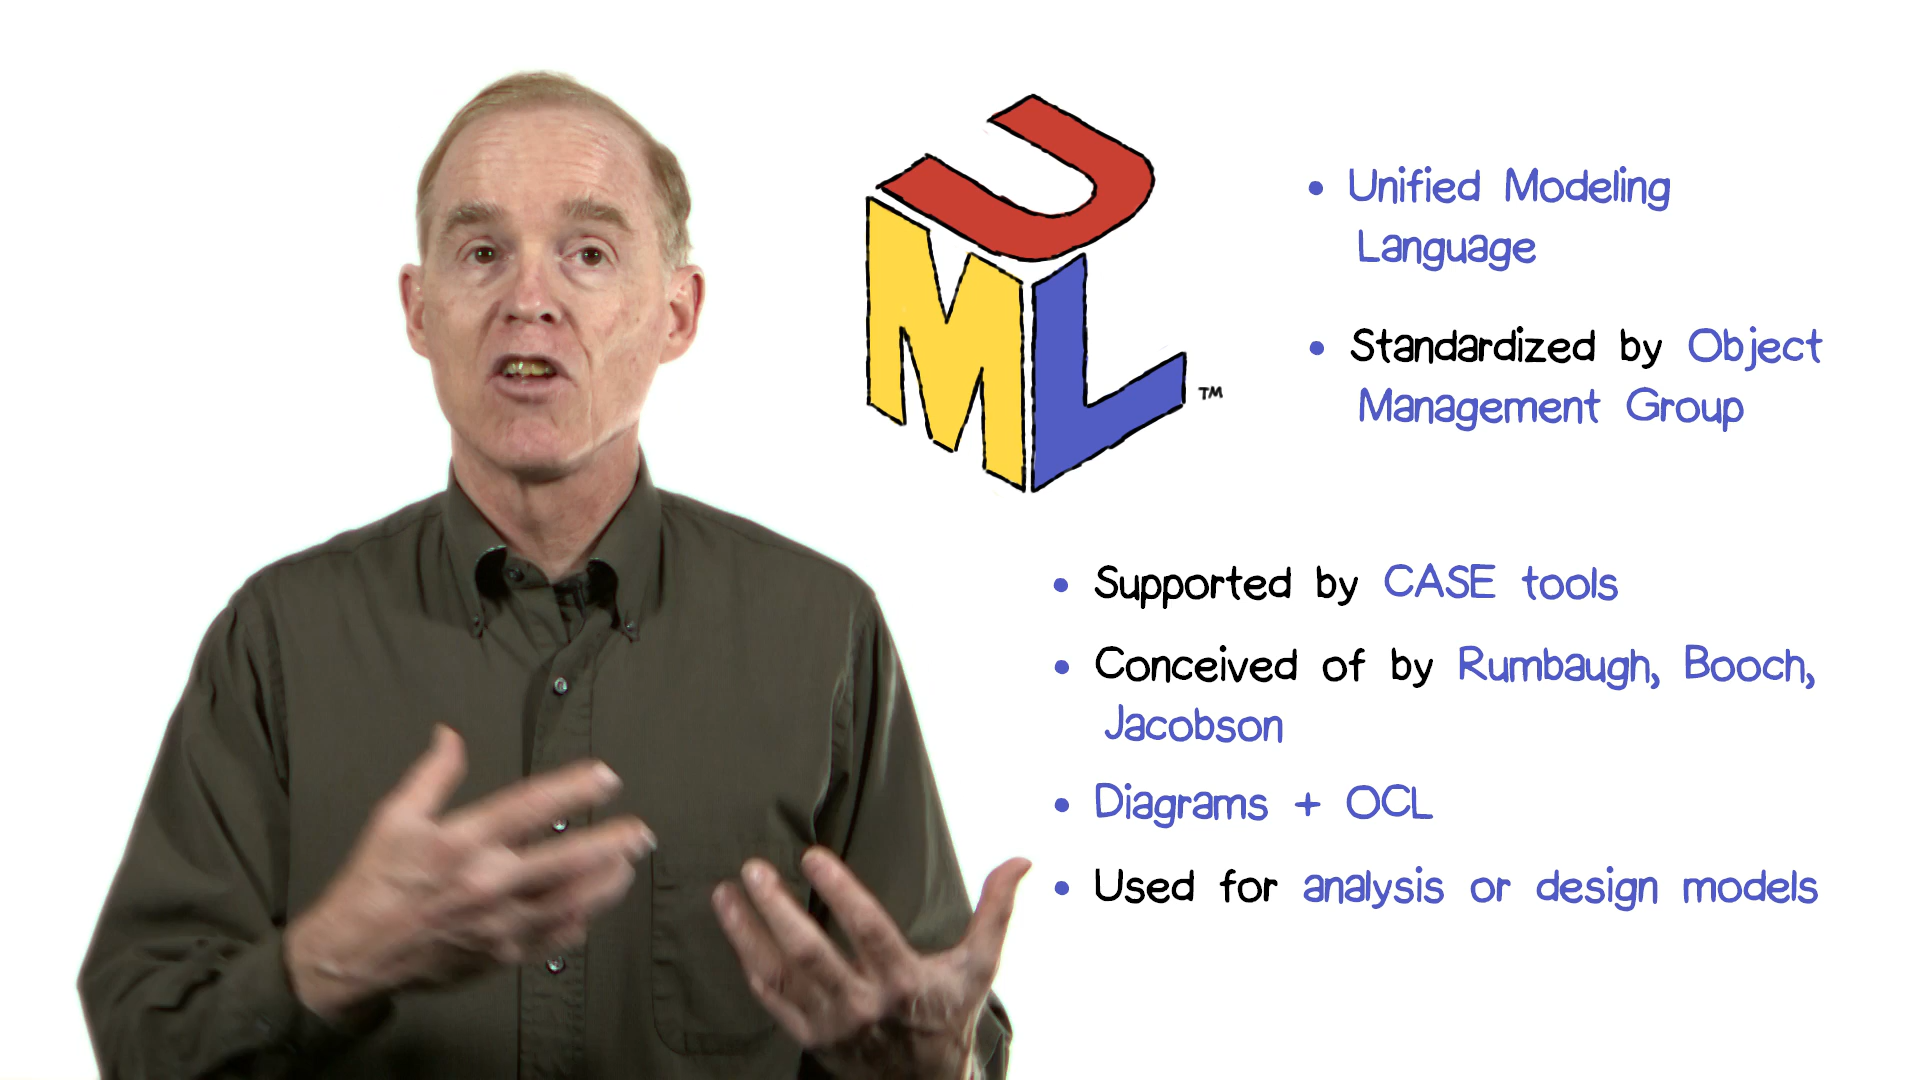 UML
™
• Unified Modeling
Language
• Standardized by Object
Management Group
• Supported by CASE tools
• Conceived of by Rumbaugh, Booch,
Jacobson
• Diagrams + OCL
• Used for analysis or design models